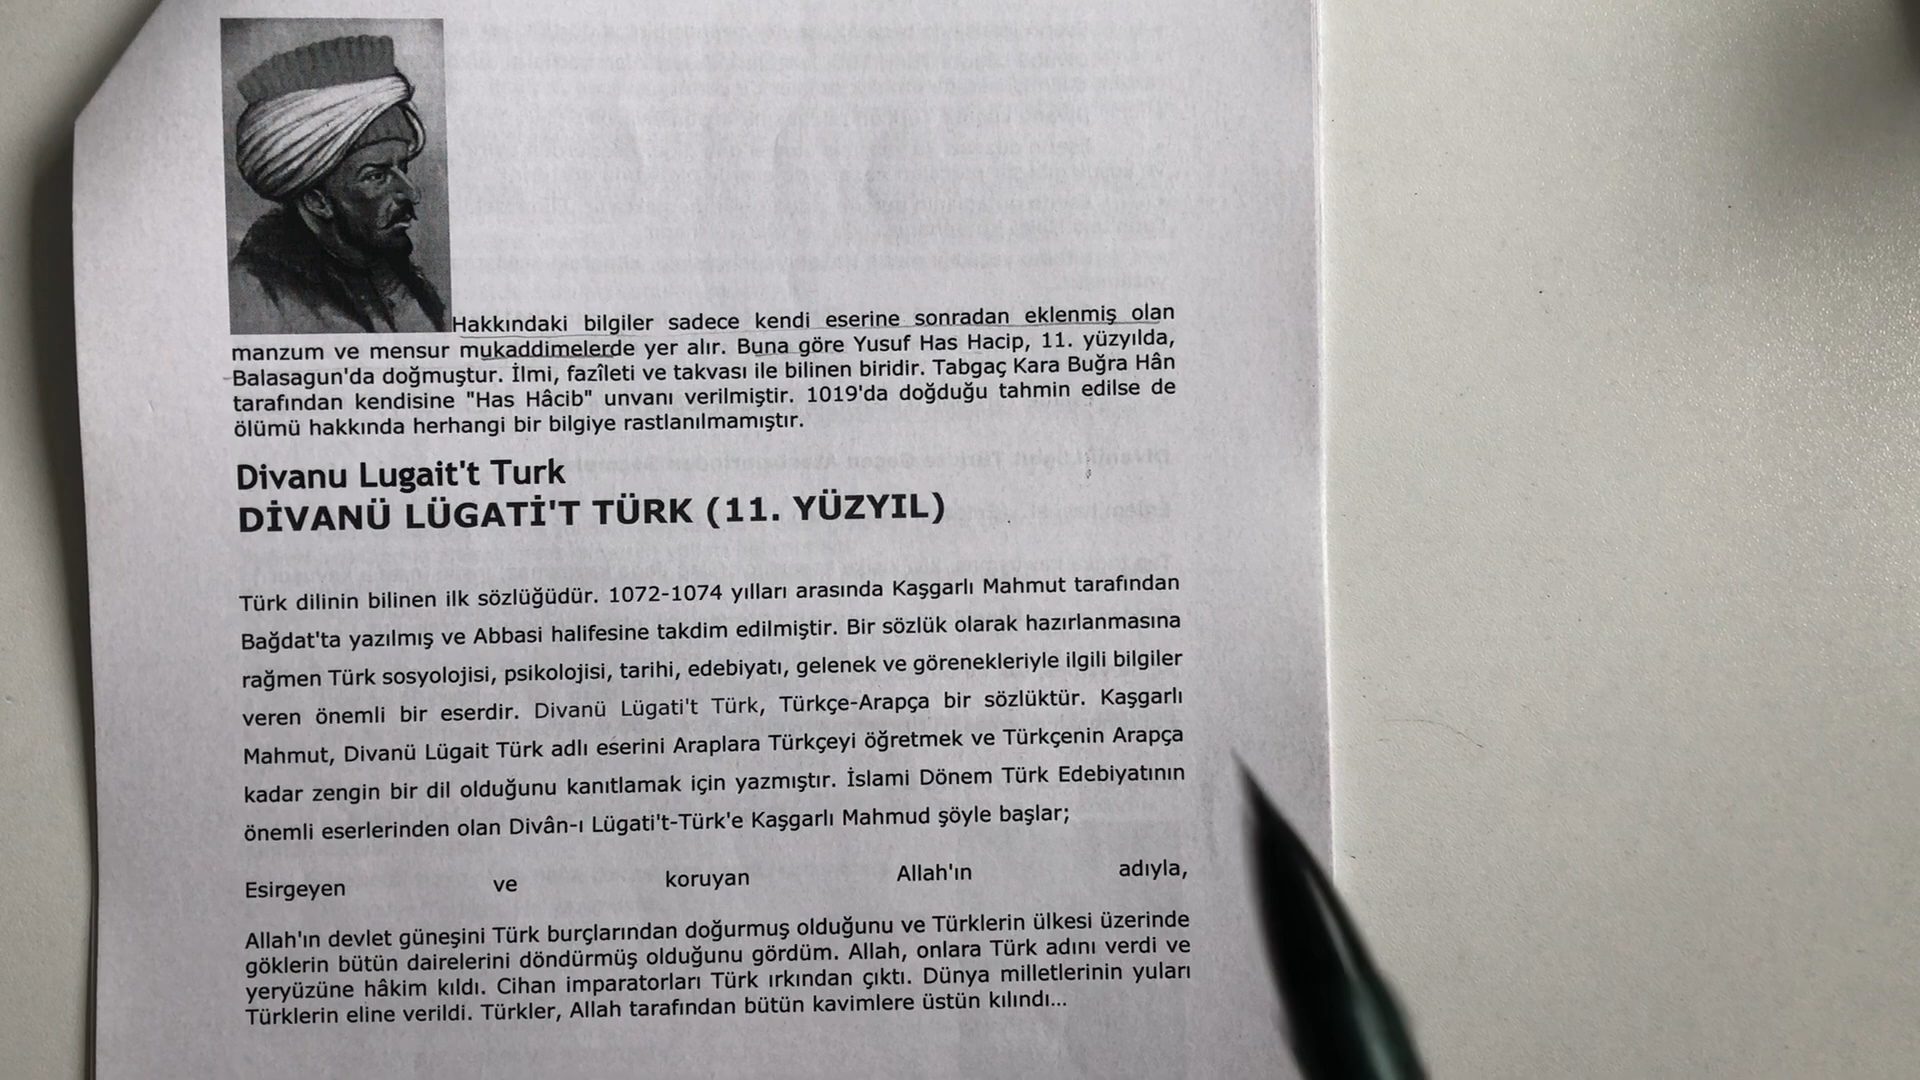 Hakkındaki bilgiler sadece kendi eserine sonradan eklenmiş olan
manzum ve mensur mukaddimelerde yer alır. Buna göre Yusuf Has Hacip, 11. yüzyılda,
Balasagun'da doğmuştur. İlmi, fazîleti ve takvası ile bilinen biridir. Tabgaç Kara Buğra Hân
tarafından kendisine "Has Hâcib" unvanı verilmiştir. 1019'da doğduğu tahmin edilse de
ölümü hakkında herhangi bir bilgiye rastlanılmamıştır.
Divanu Lugait't Turk
DİVANÜ LÜGATİ'T TÜRK (11. YÜZYIL)
Türk dilinin bilinen ilk sözlüğüdür. 1072-1074 yılları arasında Kaşgarlı Mahmut tarafından
Bağdat'ta yazılmış ve Abbasi halifesine takdim edilmiştir. Bir sözlük olarak hazırlanmasına
rağmen Türk sosyolojisi, psikolojisi, tarihi, edebiyatı, gelenek ve görenekleriyle ilgili bilgiler
veren önemli bir eserdir. Divanü Lügati't Türk, Türkçe-Arapça bir sözlüktür. Kaşgarlı
Mahmut, Divanü Lügait Türk adlı eserini Araplara Türkçeyi öğretmek ve Türkçenin Arapça
kadar zengin bir dil olduğunu kanıtlamak için yazmıştır. İslami Dönem Türk Edebiyatının
önemli eserlerinden olan Divân-ı Lügati't-Türk'e Kaşgarlı Mahmud şöyle başlar;
Esirgeyen ve koruyan Allah'ın adıyla,
Allah'ın devlet güneşini Türk burçlarından doğurmuş olduğunu ve Türklerin ülkesi üzerinde
göklerin bütün dairelerini döndürmüş olduğunu gördüm. Allah, onlara Türk adını verdi ve
yeryüzüne hâkim kıldı. Cihan imparatorları Türk ırkından çıktı. Dünya milletlerinin yuları
Türklerin eline verildi. Türkler, Allah tarafından bütün kavimlere üstün kılındı...